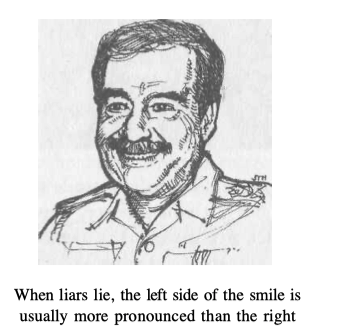 When liars lie, the left side of the smile is
usually more pronounced than the right